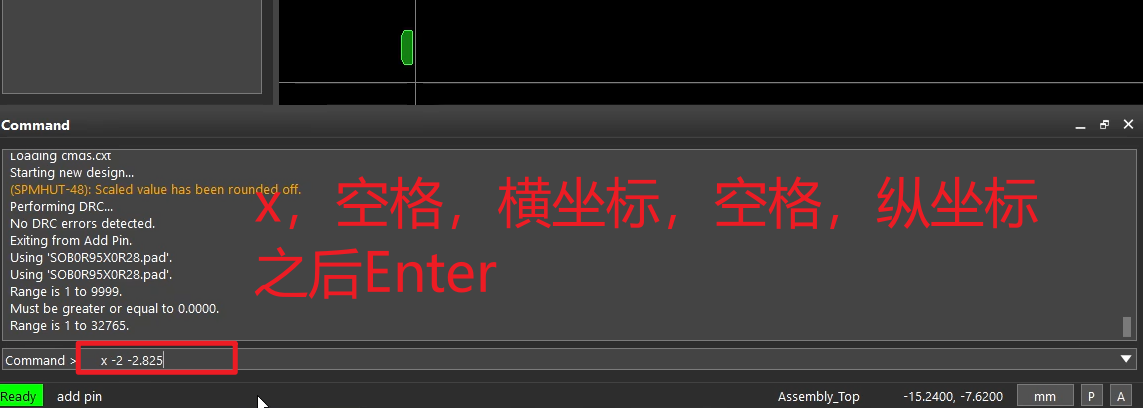 Command
Loading cmds.cxt
Starting new design...
(SPMHUT-48): Scaled value has been rounded off.
Performing DRC...
No DRC errors detected.
Exiting from Add Pin.
Using 'SOB0R95X0R28.pad'.
Using 'SOB0R95X0R28.pad'.
Range is 1 to 9999.
Must be greater or equal to 0.0000.
Range is 1 to 32765.
x，空格，横坐标，空格，纵坐标
之后Enter
Command > x -2 -2.825
Ready add pin Assembly_Top -15.2400, -7.6200 mm P A